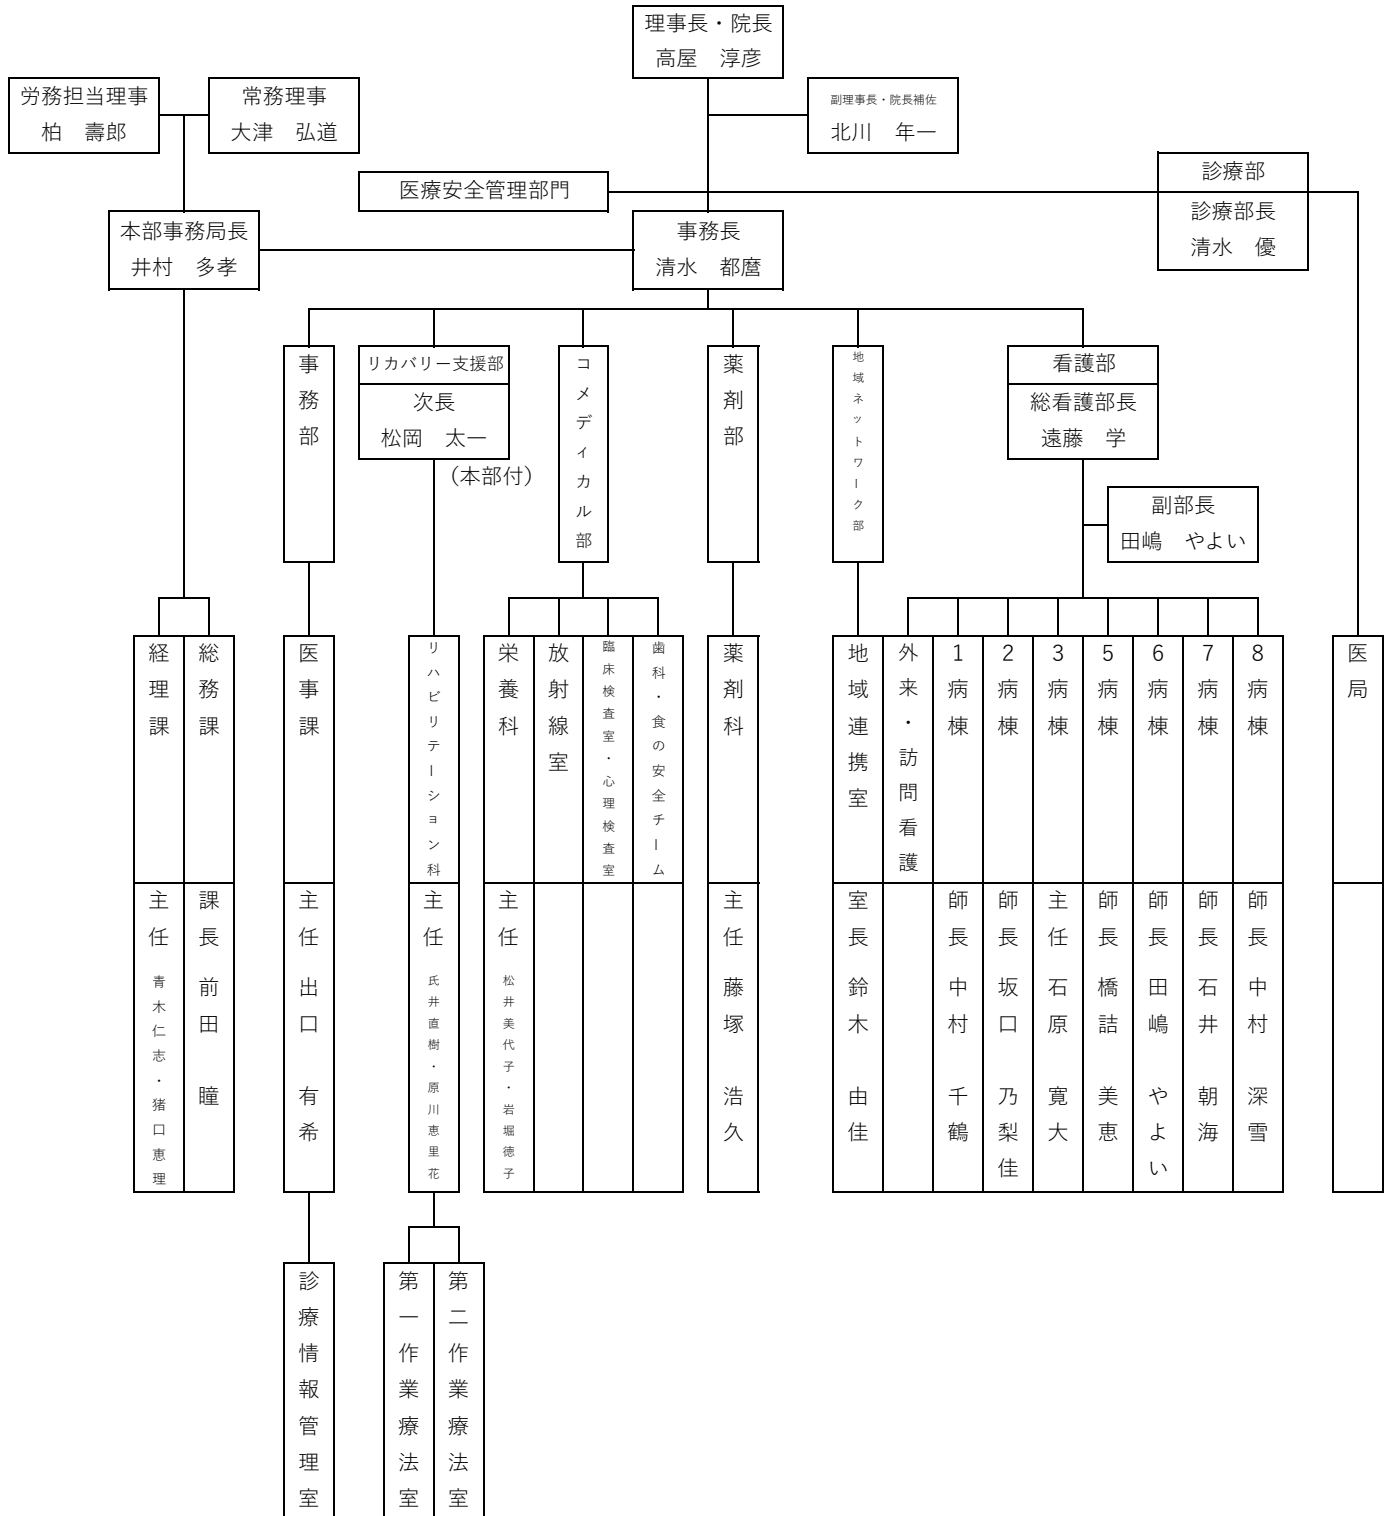 理事長・院長
高屋　淳彦
労務担当理事
柏　壽郎
常務理事
大津　弘道
副理事長・院長補佐
北川　年一
医療安全管理部門
診療部
診療部長
清水　優
本部事務局長
井村　多孝
事務長
清水　都麿
事務部
リカバリー支援部
次長
松岡　太一
（本部付）
コメディカル部
薬剤部
地域ネットワーク部
看護部
総看護部長
遠藤　学
副部長
田嶋　やよい
経理課
主任　青木仁志・猪口恵理
総務課
課長　前田　瞳
医事課
主任　出口　有希
リハビリテーション科
主任　氏井直樹・原川恵里花
栄養科
主任　松井美代子・岩堀徳子
放射線室
臨床検査室・心理検査室
歯科・食の安全チーム
薬剤科
主任　藤塚　浩久
地域連携室
室長　鈴木　由佳
外来・訪問看護
1病棟
師長　中村　千鶴
2病棟
師長　坂口　乃梨佳
3病棟
主任　石原　寛大
5病棟
師長　橋詰　美恵
6病棟
師長　田嶋　やよい
7病棟
師長　石井　朝海
8病棟
師長　中村　深雪
医局
診療情報管理室
第一作業療法室
第二作業療法室